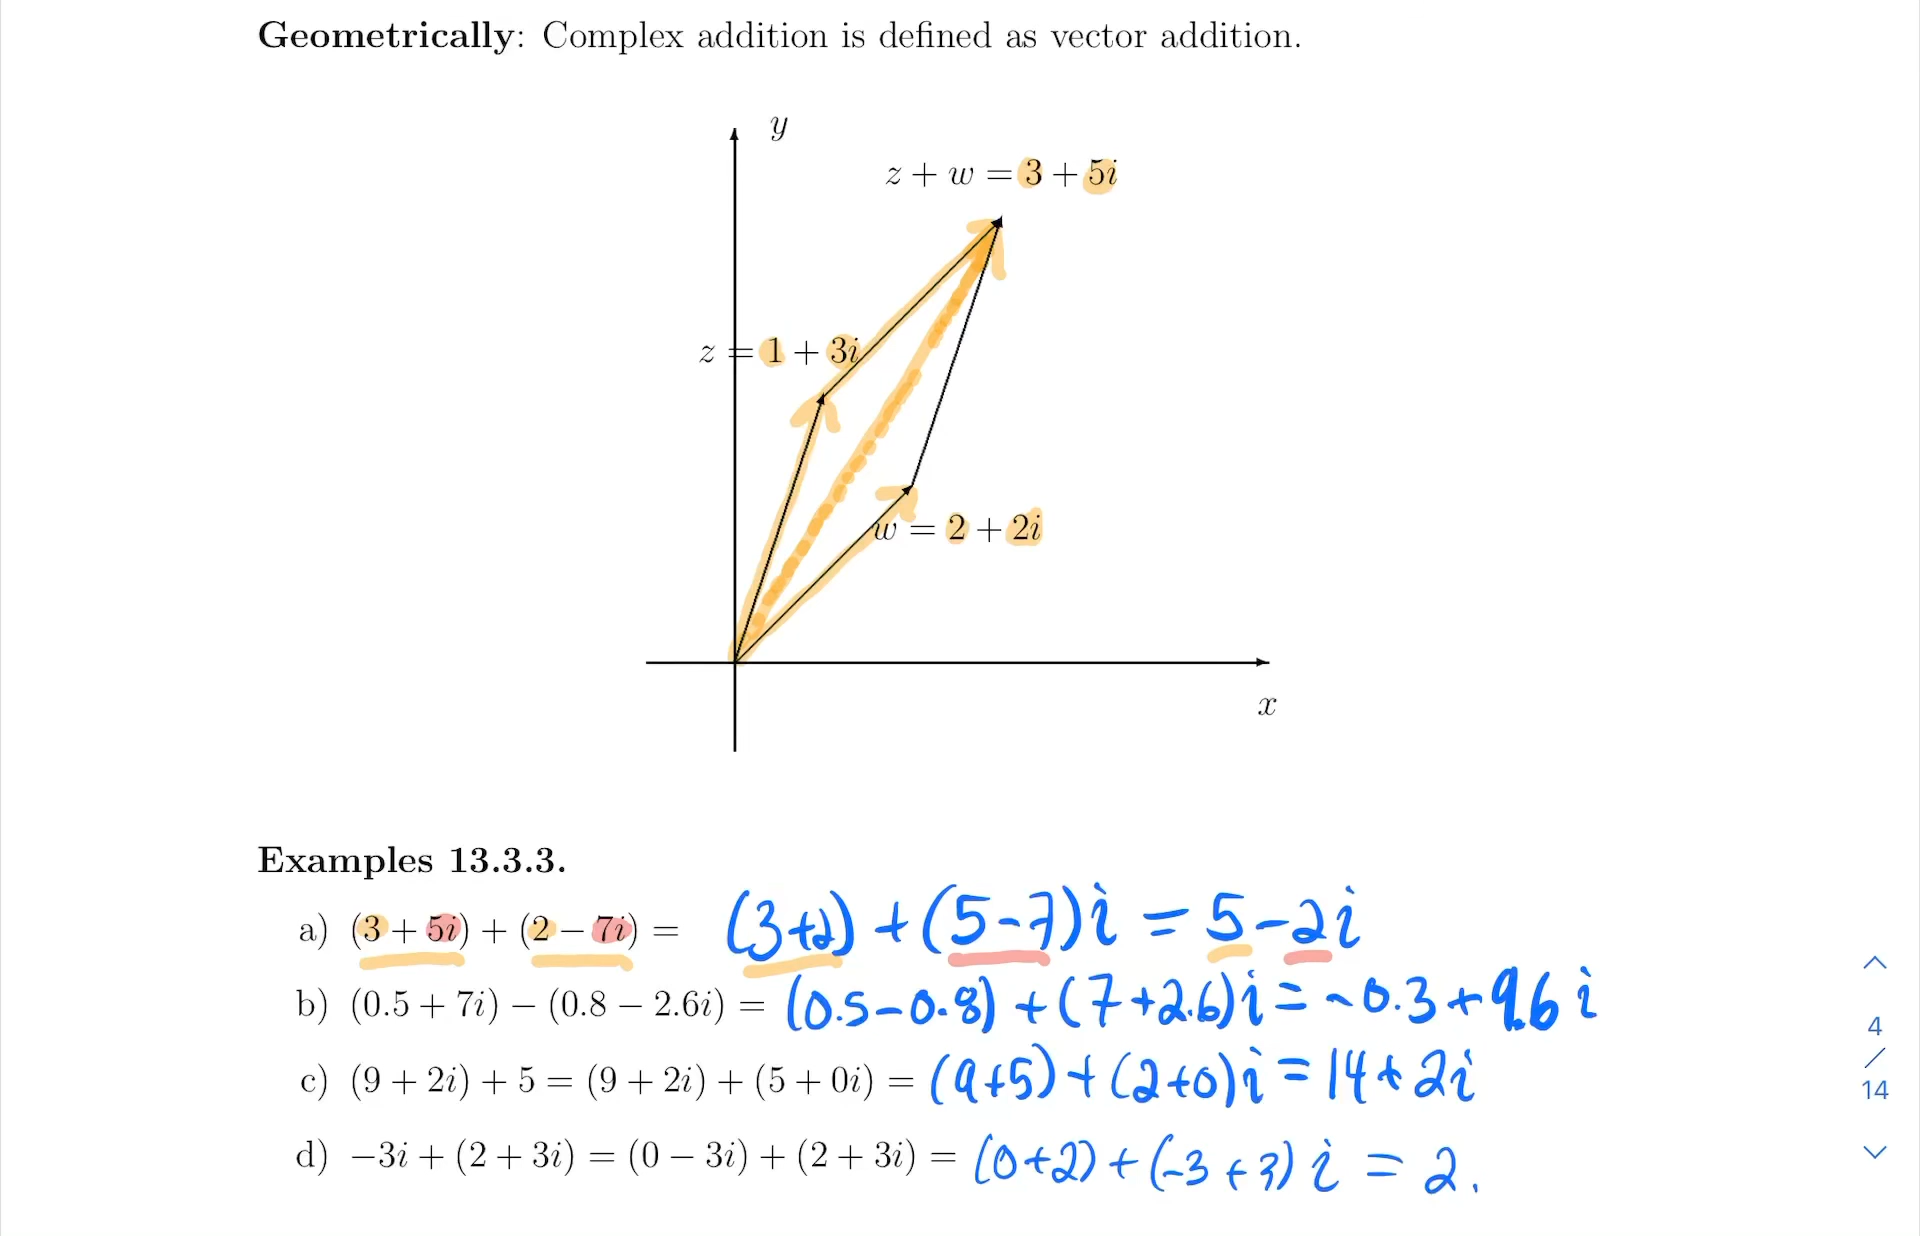 Geometrically: Complex addition is defined as vector addition.
y
z + w = 3 + 5i
z = 1 + 3i
w = 2 + 2i
x
Examples 13.3.3.
a) (3 + 5i) + (2 − 7i) = (3+2) + (5-7)i = 5-2i
b) (0.5 + 7i) − (0.8 − 2.6i) = (0.5-0.8) + (7+2.6)i = -0.3+9.6i
c) (9 + 2i) + 5 = (9 + 2i) + (5 + 0i) = (9+5) + (2+0)i = 14+2i
d) −3i + (2 + 3i) = (0 − 3i) + (2 + 3i) = (0+2) + (-3+3)i = 2.
4
/
14